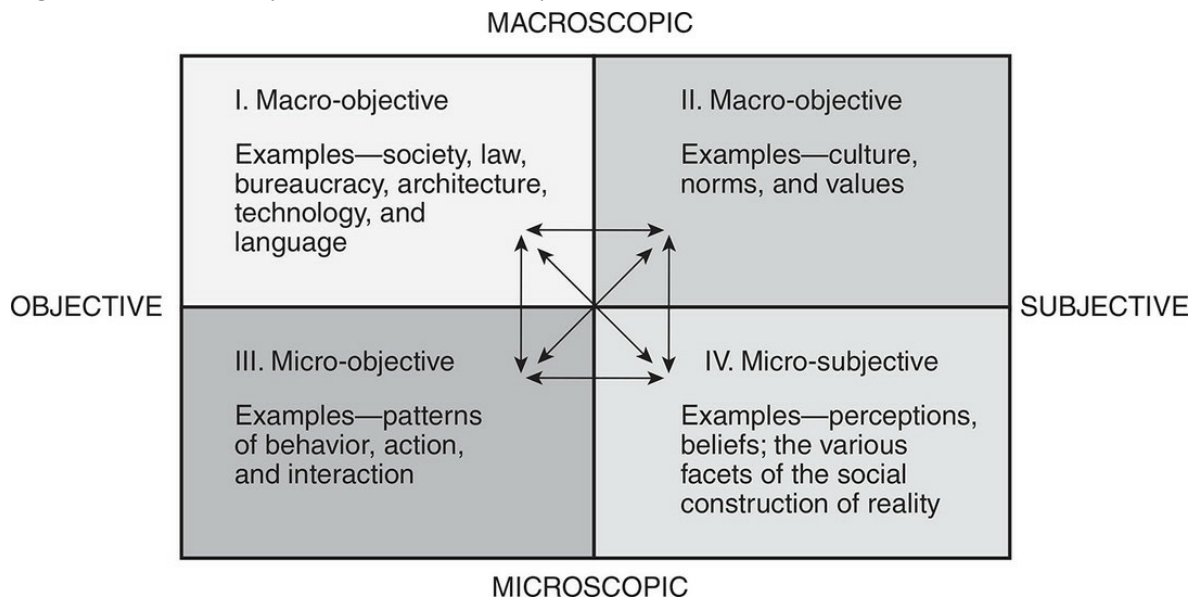 MACROSCOPIC
I. Macro-objective
Examples—society, law,
bureaucracy, architecture,
technology, and
language
II. Macro-objective
Examples—culture,
norms, and values
OBJECTIVE
SUBJECTIVE
III. Micro-objective
Examples—patterns
of behavior, action,
and interaction
IV. Micro-subjective
Examples—perceptions,
beliefs; the various
facets of the social
construction of reality
MICROSCOPIC